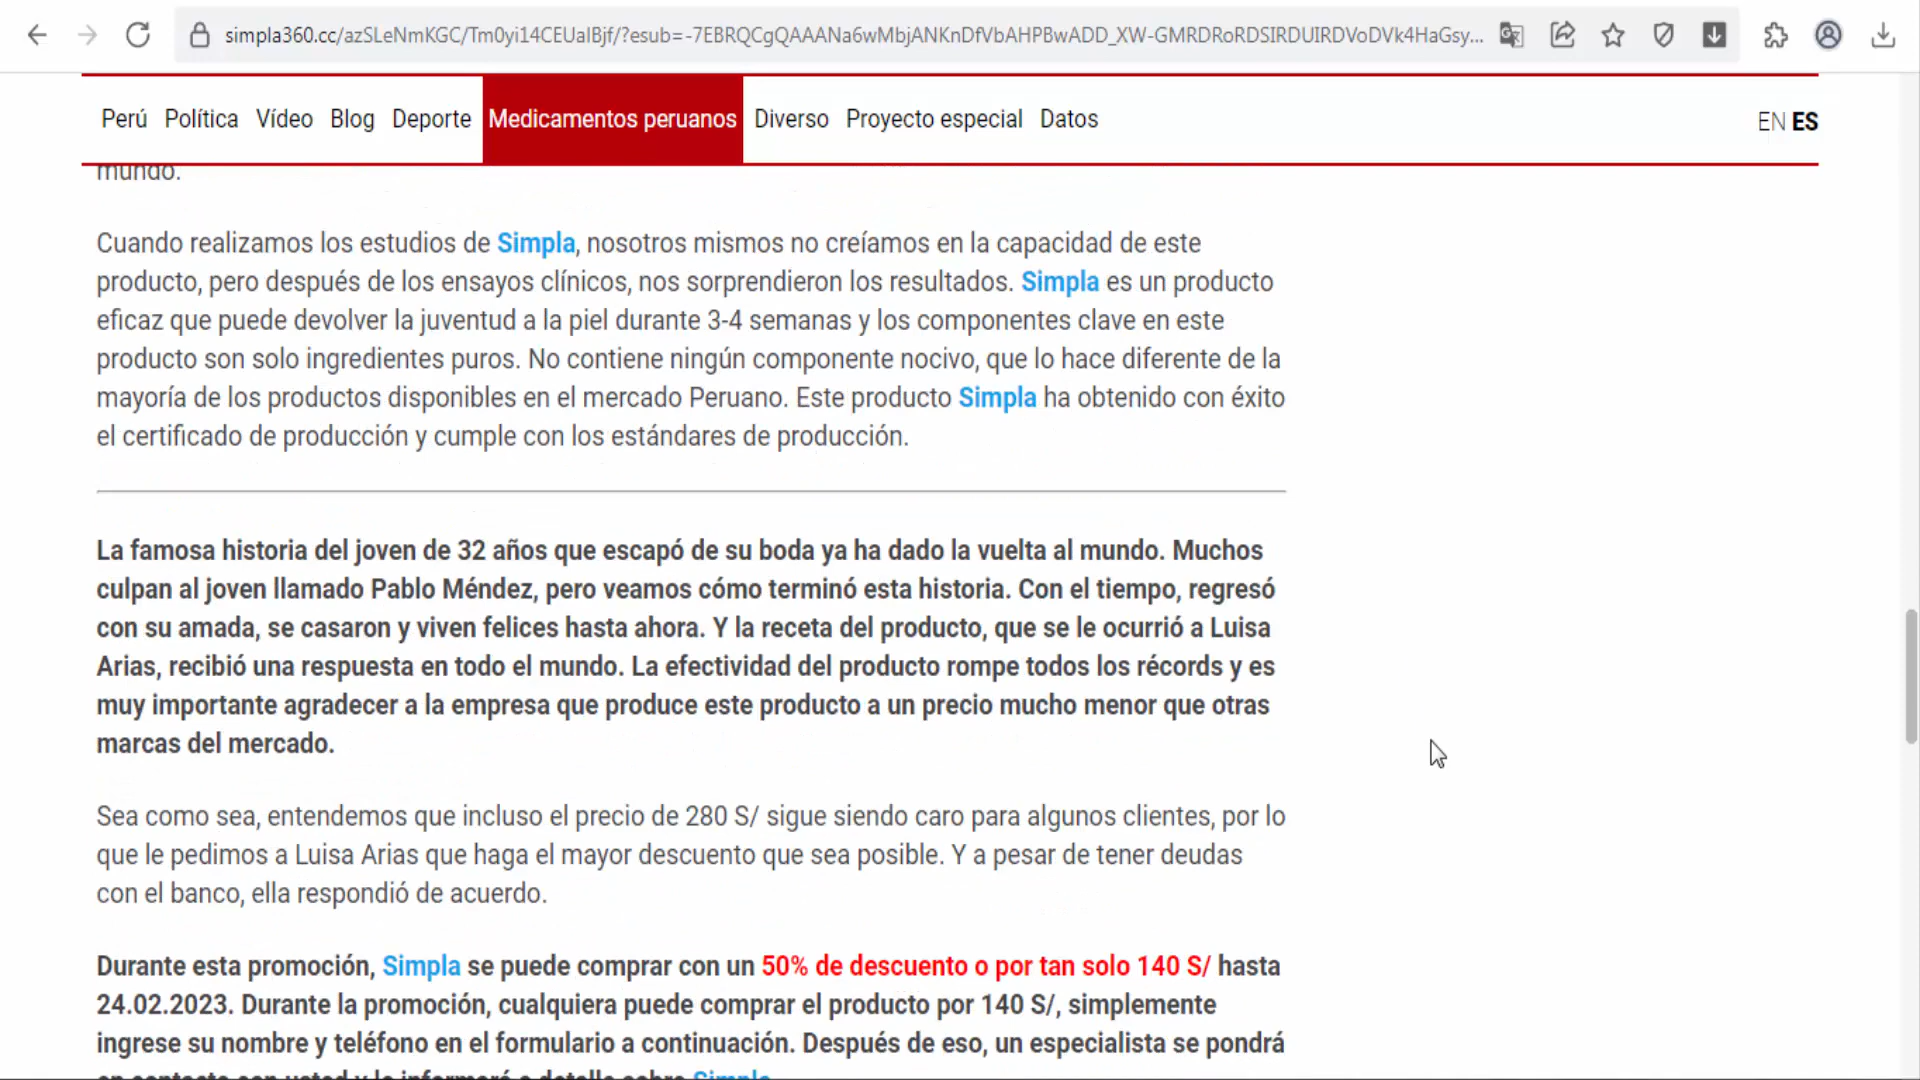 simpla360.cc/azSLeNmKGC/Tm0yi14CEUalBjf/?esub=-7EBRQCgQAAANa6wMbjANKnDfVbAHPBwADD_XW-GMRDRoRDSIRDUIRDVoDVk4HaGsy...
Perú Política Vídeo Blog Deporte Medicamentos peruanos Diverso Proyecto especial Datos EN ES
mundo.
Cuando realizamos los estudios de Simpla, nosotros mismos no creíamos en la capacidad de este
producto, pero después de los ensayos clínicos, nos sorprendieron los resultados. Simpla es un producto
eficaz que puede devolver la juventud a la piel durante 3-4 semanas y los componentes clave en este
producto son solo ingredientes puros. No contiene ningún componente nocivo, que lo hace diferente de la
mayoría de los productos disponibles en el mercado Peruano. Este producto Simpla ha obtenido con éxito
el certificado de producción y cumple con los estándares de producción.
La famosa historia del joven de 32 años que escapó de su boda ya ha dado la vuelta al mundo. Muchos
culpan al joven llamado Pablo Méndez, pero veamos cómo terminó esta historia. Con el tiempo, regresó
con su amada, se casaron y viven felices hasta ahora. Y la receta del producto, que se le ocurrió a Luisa
Arias, recibió una respuesta en todo el mundo. La efectividad del producto rompe todos los récords y es
muy importante agradecer a la empresa que produce este producto a un precio mucho menor que otras
marcas del mercado.
Sea como sea, entendemos que incluso el precio de 280 S/ sigue siendo caro para algunos clientes, por lo
que le pedimos a Luisa Arias que haga el mayor descuento que sea posible. Y a pesar de tener deudas
con el banco, ella respondió de acuerdo.
Durante esta promoción, Simpla se puede comprar con un 50% de descuento o por tan solo 140 S/ hasta
24.02.2023. Durante la promoción, cualquiera puede comprar el producto por 140 S/, simplemente
ingrese su nombre y teléfono en el formulario a continuación. Después de eso, un especialista se pondrá
en contacto con usted y le informará a detalle sobre Simpla.